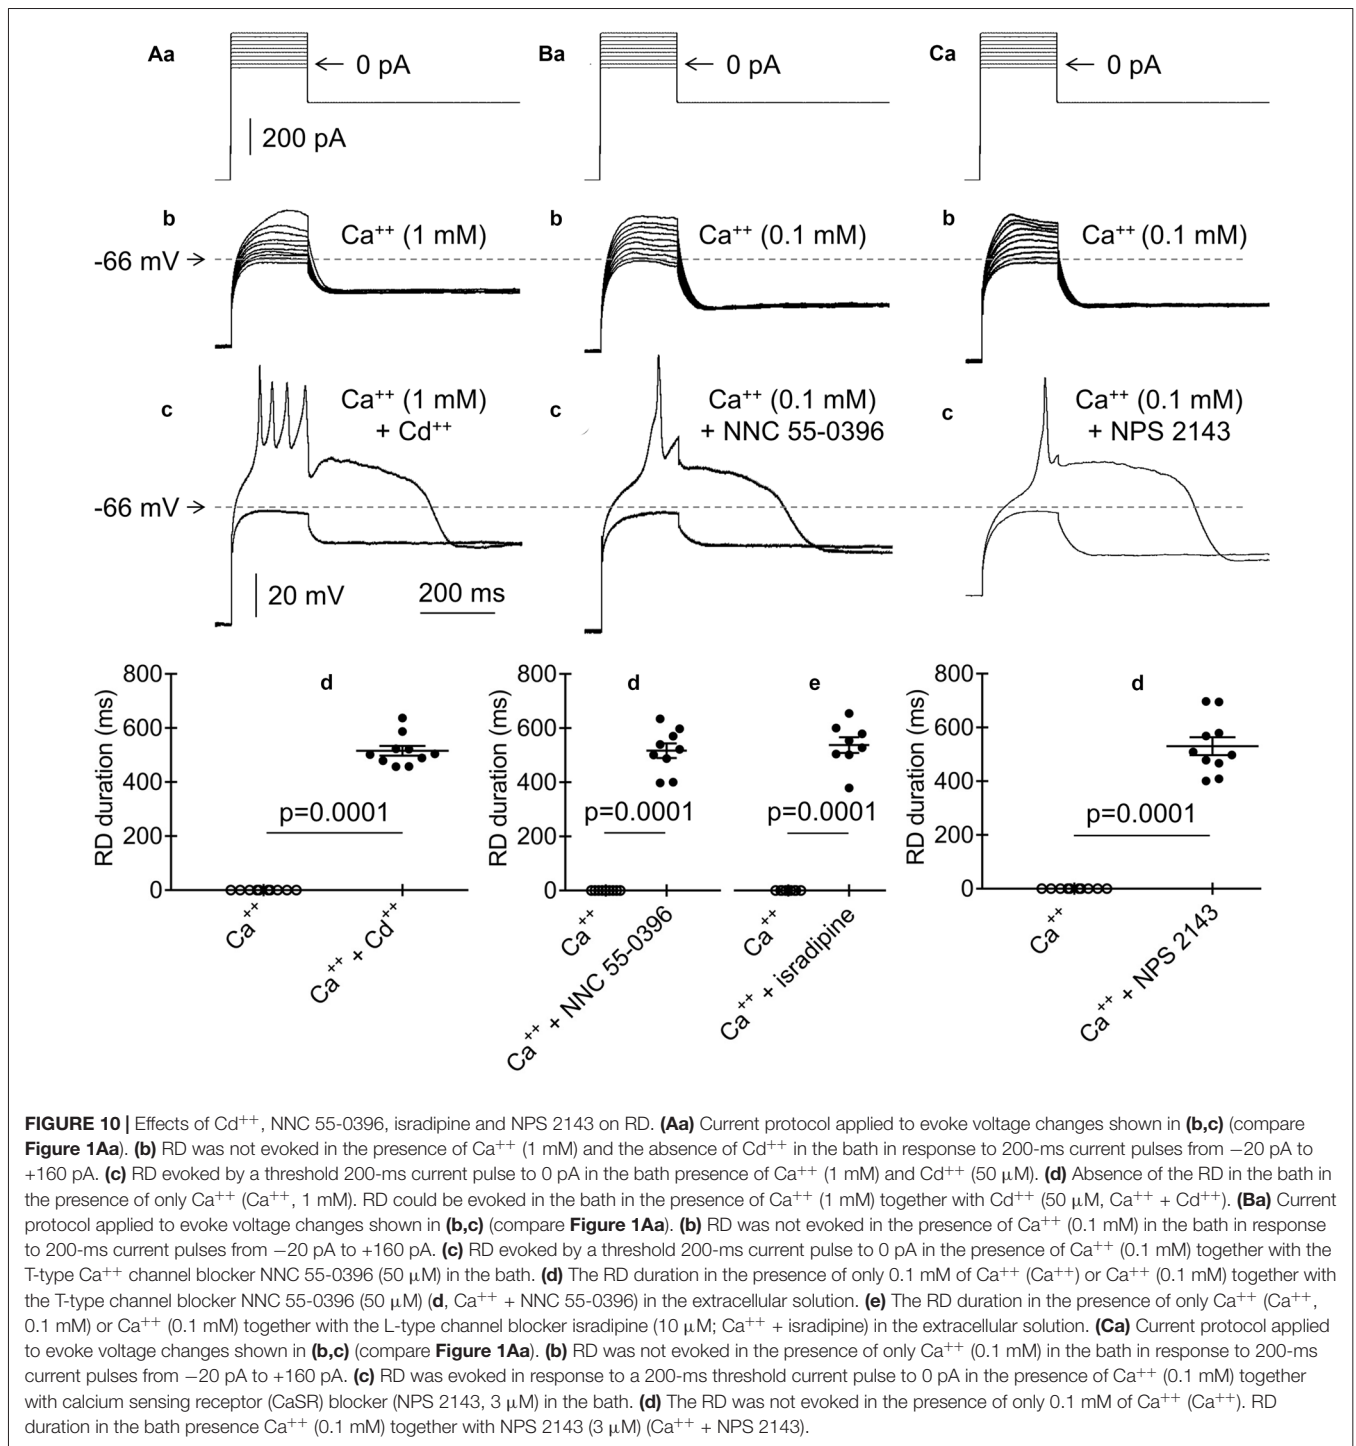 Aa
0 pA
200 pA
Ba
0 pA
Ca
0 pA
b
Ca⁺⁺ (1 mM)
b
Ca⁺⁺ (0.1 mM)
b
Ca⁺⁺ (0.1 mM)
-66 mV
c
Ca⁺⁺ (1 mM)
+ Cd⁺⁺
c
Ca⁺⁺ (0.1 mM)
+ NNC 55-0396
c
Ca⁺⁺ (0.1 mM)
+ NPS 2143
-66 mV
20 mV
200 ms
RD duration (ms)
800
600
400
200
0
d
p=0.0001
Ca⁺⁺
Ca⁺⁺ + Cd⁺⁺
RD duration (ms)
800
600
400
200
0
d
p=0.0001
Ca⁺⁺
Ca⁺⁺ + NNC 55-0396
e
p=0.0001
Ca⁺⁺
Ca⁺⁺ + isradipine
RD duration (ms)
800
600
400
200
0
d
p=0.0001
Ca⁺⁺
Ca⁺⁺ + NPS 2143
FIGURE 10 | Effects of Cd⁺⁺, NNC 55-0396, isradipine and NPS 2143 on RD. (Aa) Current protocol applied to evoke voltage changes shown in (b,c) (compare
Figure 1Aa). (b) RD was not evoked in the presence of Ca⁺⁺ (1 mM) and the absence of Cd⁺⁺ in the bath in response to 200-ms current pulses from −20 pA to
+160 pA. (c) RD evoked by a threshold 200-ms current pulse to 0 pA in the bath presence of Ca⁺⁺ (1 mM) and Cd⁺⁺ (50 μM). (d) Absence of the RD in the bath in
the presence of only Ca⁺⁺ (Ca⁺⁺, 1 mM). RD could be evoked in the bath in the presence of Ca⁺⁺ (1 mM) together with Cd⁺⁺ (50 μM, Ca⁺⁺ + Cd⁺⁺). (Ba) Current
protocol applied to evoke voltage changes shown in (b,c) (compare Figure 1Aa). (b) RD was not evoked in the presence of Ca⁺⁺ (0.1 mM) in the bath in response
to 200-ms current pulses from −20 pA to +160 pA. (c) RD evoked by a threshold 200-ms current pulse to 0 pA in the presence of Ca⁺⁺ (0.1 mM) together with the
T-type Ca⁺⁺ channel blocker NNC 55-0396 (50 μM) in the bath. (d) The RD duration in the presence of only 0.1 mM of Ca⁺⁺ (Ca⁺⁺) or Ca⁺⁺ (0.1 mM) together with
the T-type channel blocker NNC 55-0396 (50 μM) (d, Ca⁺⁺ + NNC 55-0396) in the extracellular solution. (e) The RD duration in the presence of only Ca⁺⁺ (Ca⁺⁺,
0.1 mM) or Ca⁺⁺ (0.1 mM) together with the L-type channel blocker isradipine (10 μM; Ca⁺⁺ + isradipine) in the extracellular solution. (Ca) Current protocol applied
to evoke voltage changes shown in (b,c) (compare Figure 1Aa). (b) RD was not evoked in the presence of only Ca⁺⁺ (0.1 mM) in the bath in response to 200-ms
current pulses from −20 pA to +160 pA. (c) RD was evoked in response to a 200-ms threshold current pulse to 0 pA in the presence of Ca⁺⁺ (0.1 mM) together
with calcium sensing receptor (CaSR) blocker (NPS 2143, 3 μM) in the bath. (d) The RD was not evoked in the presence of only 0.1 mM of Ca⁺⁺ (Ca⁺⁺). RD
duration in the bath presence Ca⁺⁺ (0.1 mM) together with NPS 2143 (3 μM) (Ca⁺⁺ + NPS 2143).